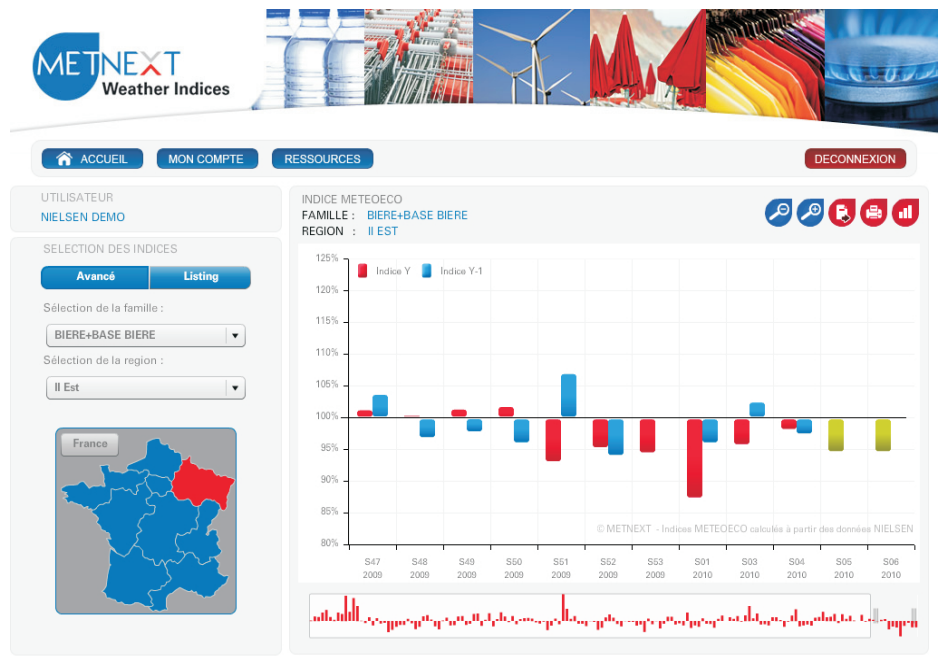 METNEXT
Weather Indices
ACCUEIL
MON COMPTE
RESSOURCES
DECONNEXION
UTILISATEUR
NIELSEN DEMO
SELECTION DES INDICES
Avancé
Listing
Sélection de la famille :
BIERE+BASE BIERE
Sélection de la region :
II Est
France
INDICE METEOECO
FAMILLE : BIERE+BASE BIERE
REGION : II EST
Indice Y
Indice Y-1
125%
120%
115%
110%
105%
100%
95%
90%
85%
80%
© METNEXT - Indices METEOECO calculés à partir des données NIELSEN
S47 S48 S49 S50 S51 S52 S53 S01 S03 S04 S05 S06
2009 2009 2009 2009 2009 2009 2009 2010 2010 2010 2010 2010